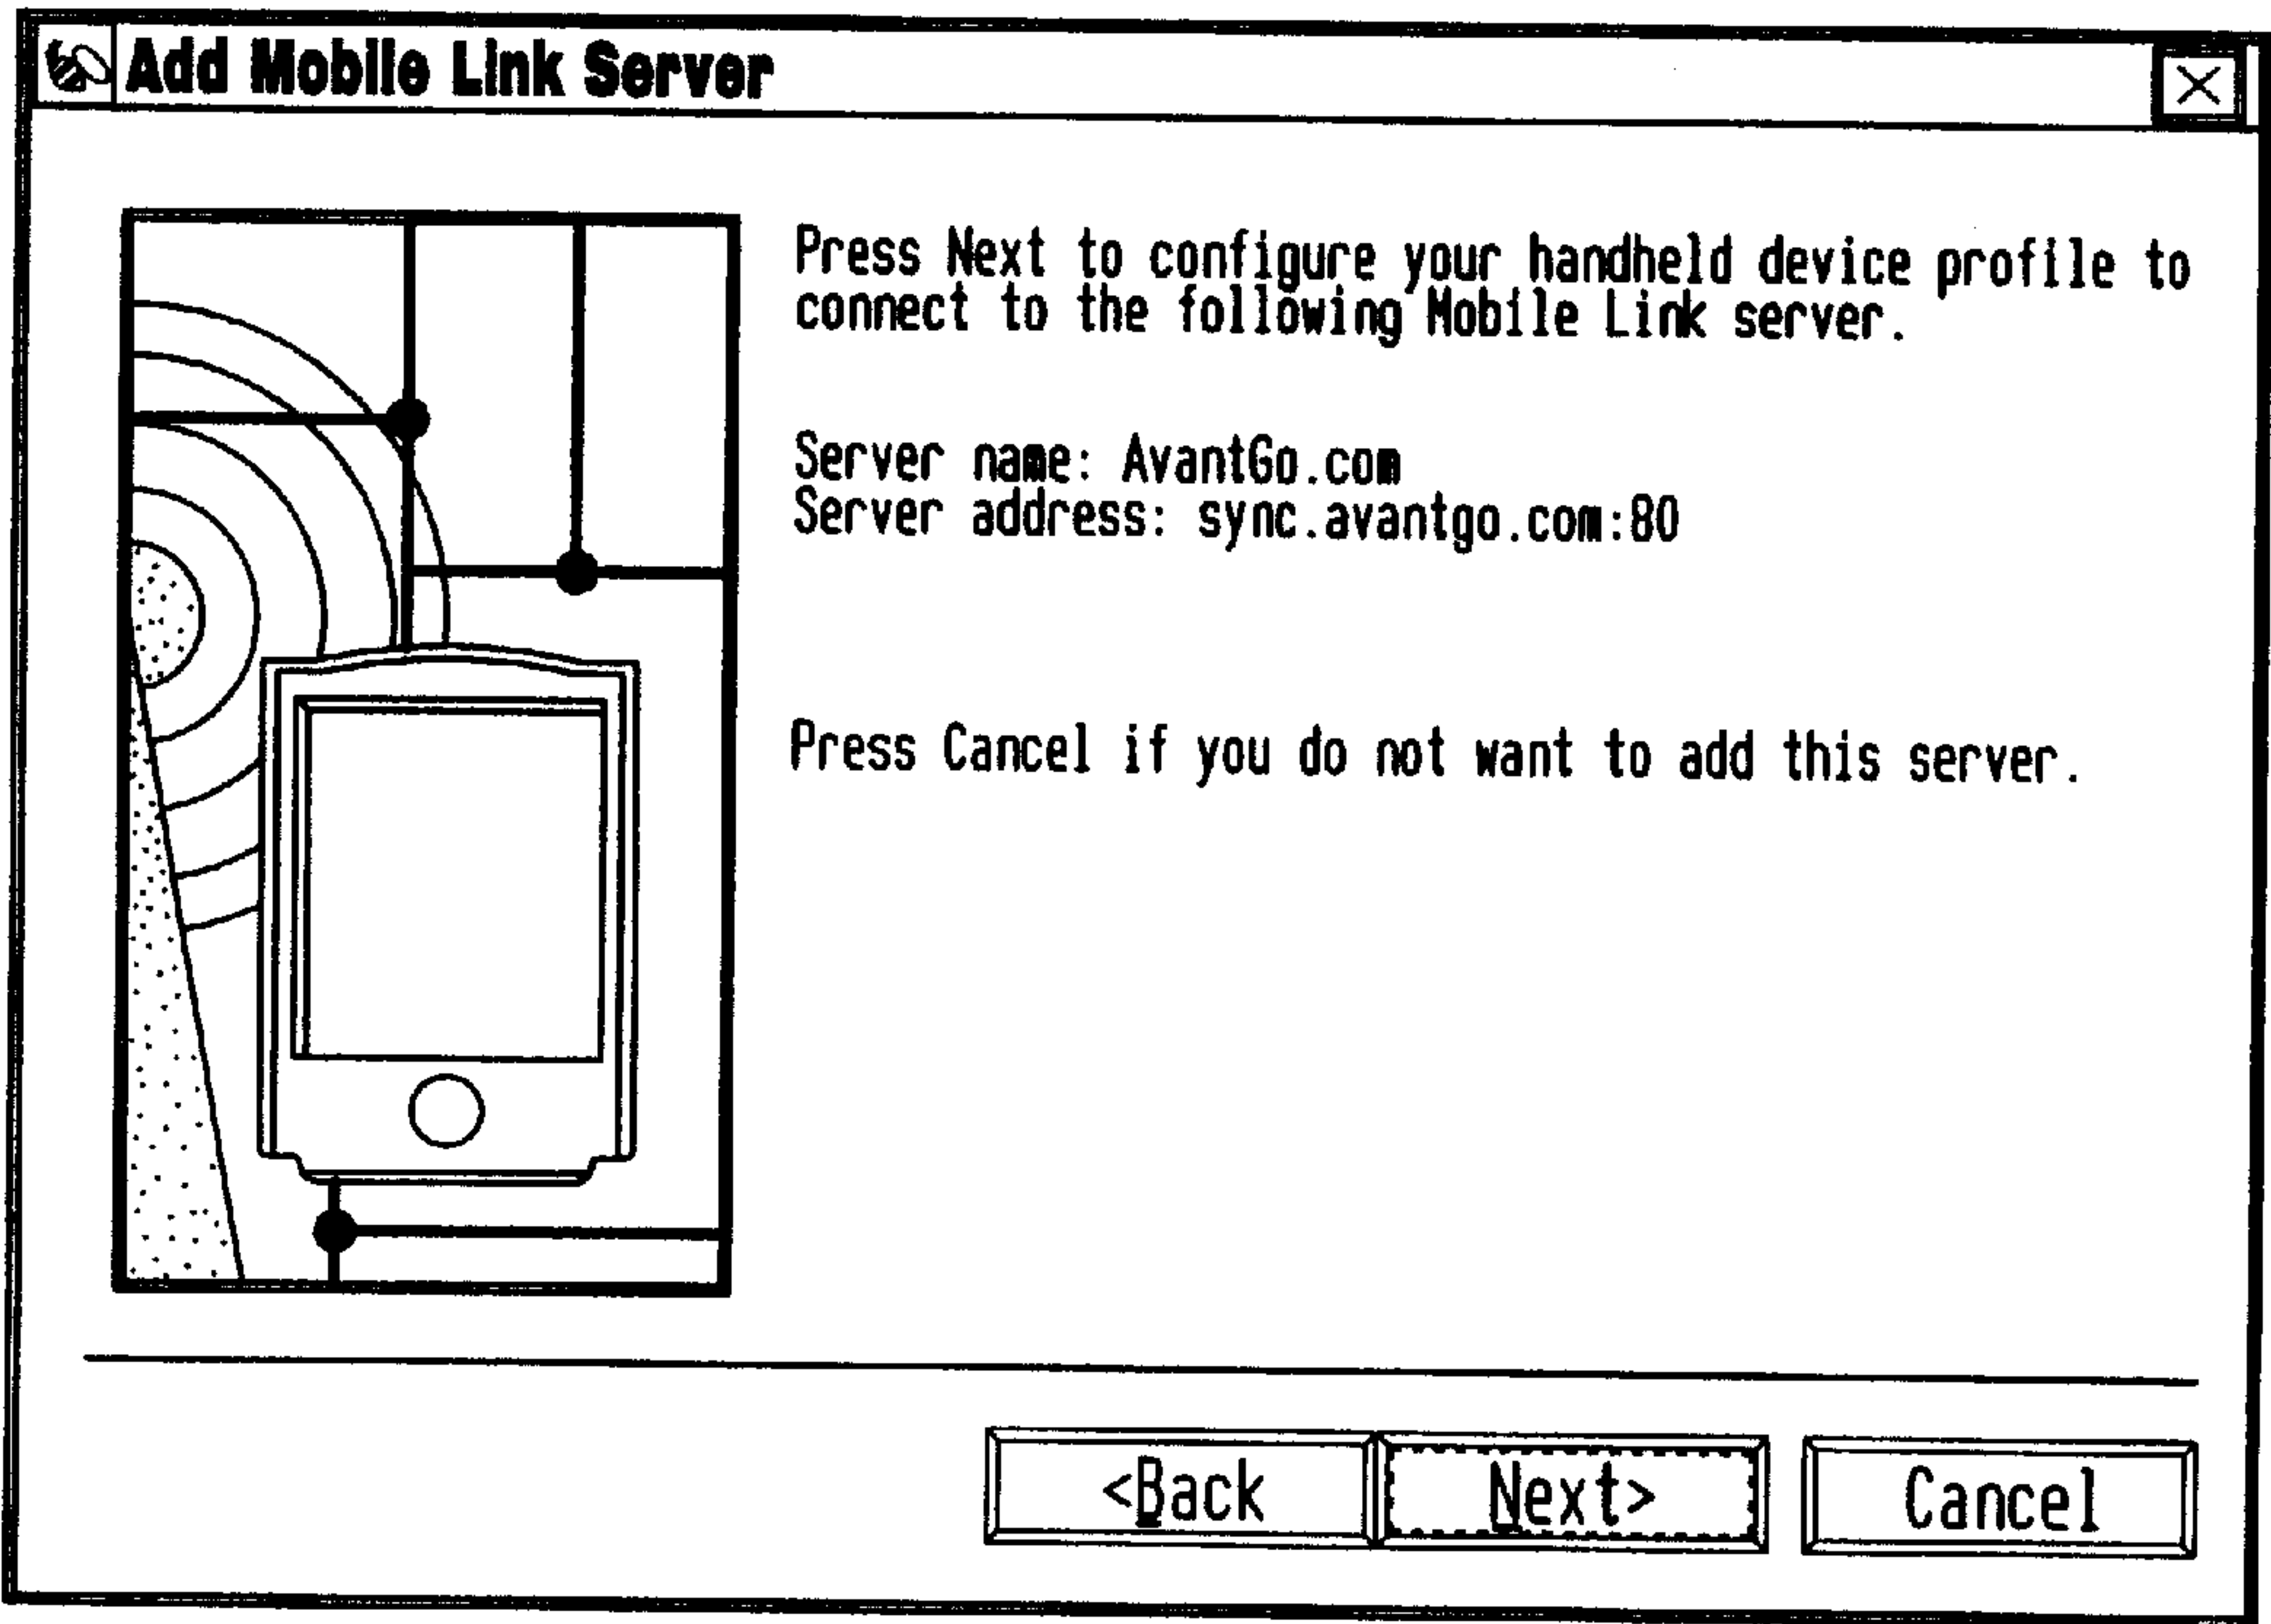 Add Mobile Link Server
Press Next to configure your handheld device profile to
connect to the following Mobile Link server.
Server name: AvantGo.com
Server address: sync.avantgo.com:80
Press Cancel if you do not want to add this server.
<Back
Next>
Cancel